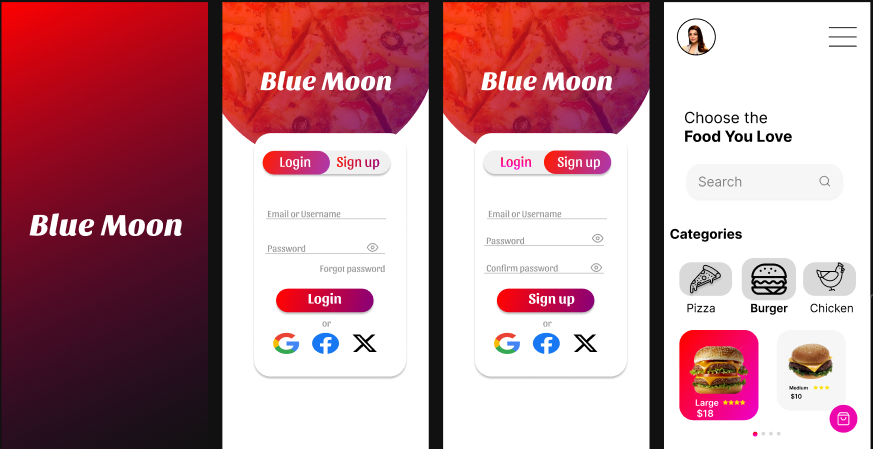 Blue Moon
Blue Moon
Login Sign up
Email or Username
Password
Forgot password
Login
or
Blue Moon
Login Sign up
Email or Username
Password
Confirm password
Sign up
or
Choose the
Food You Love
Search
Categories
Pizza Burger Chicken
Large
$18
Medium
$10